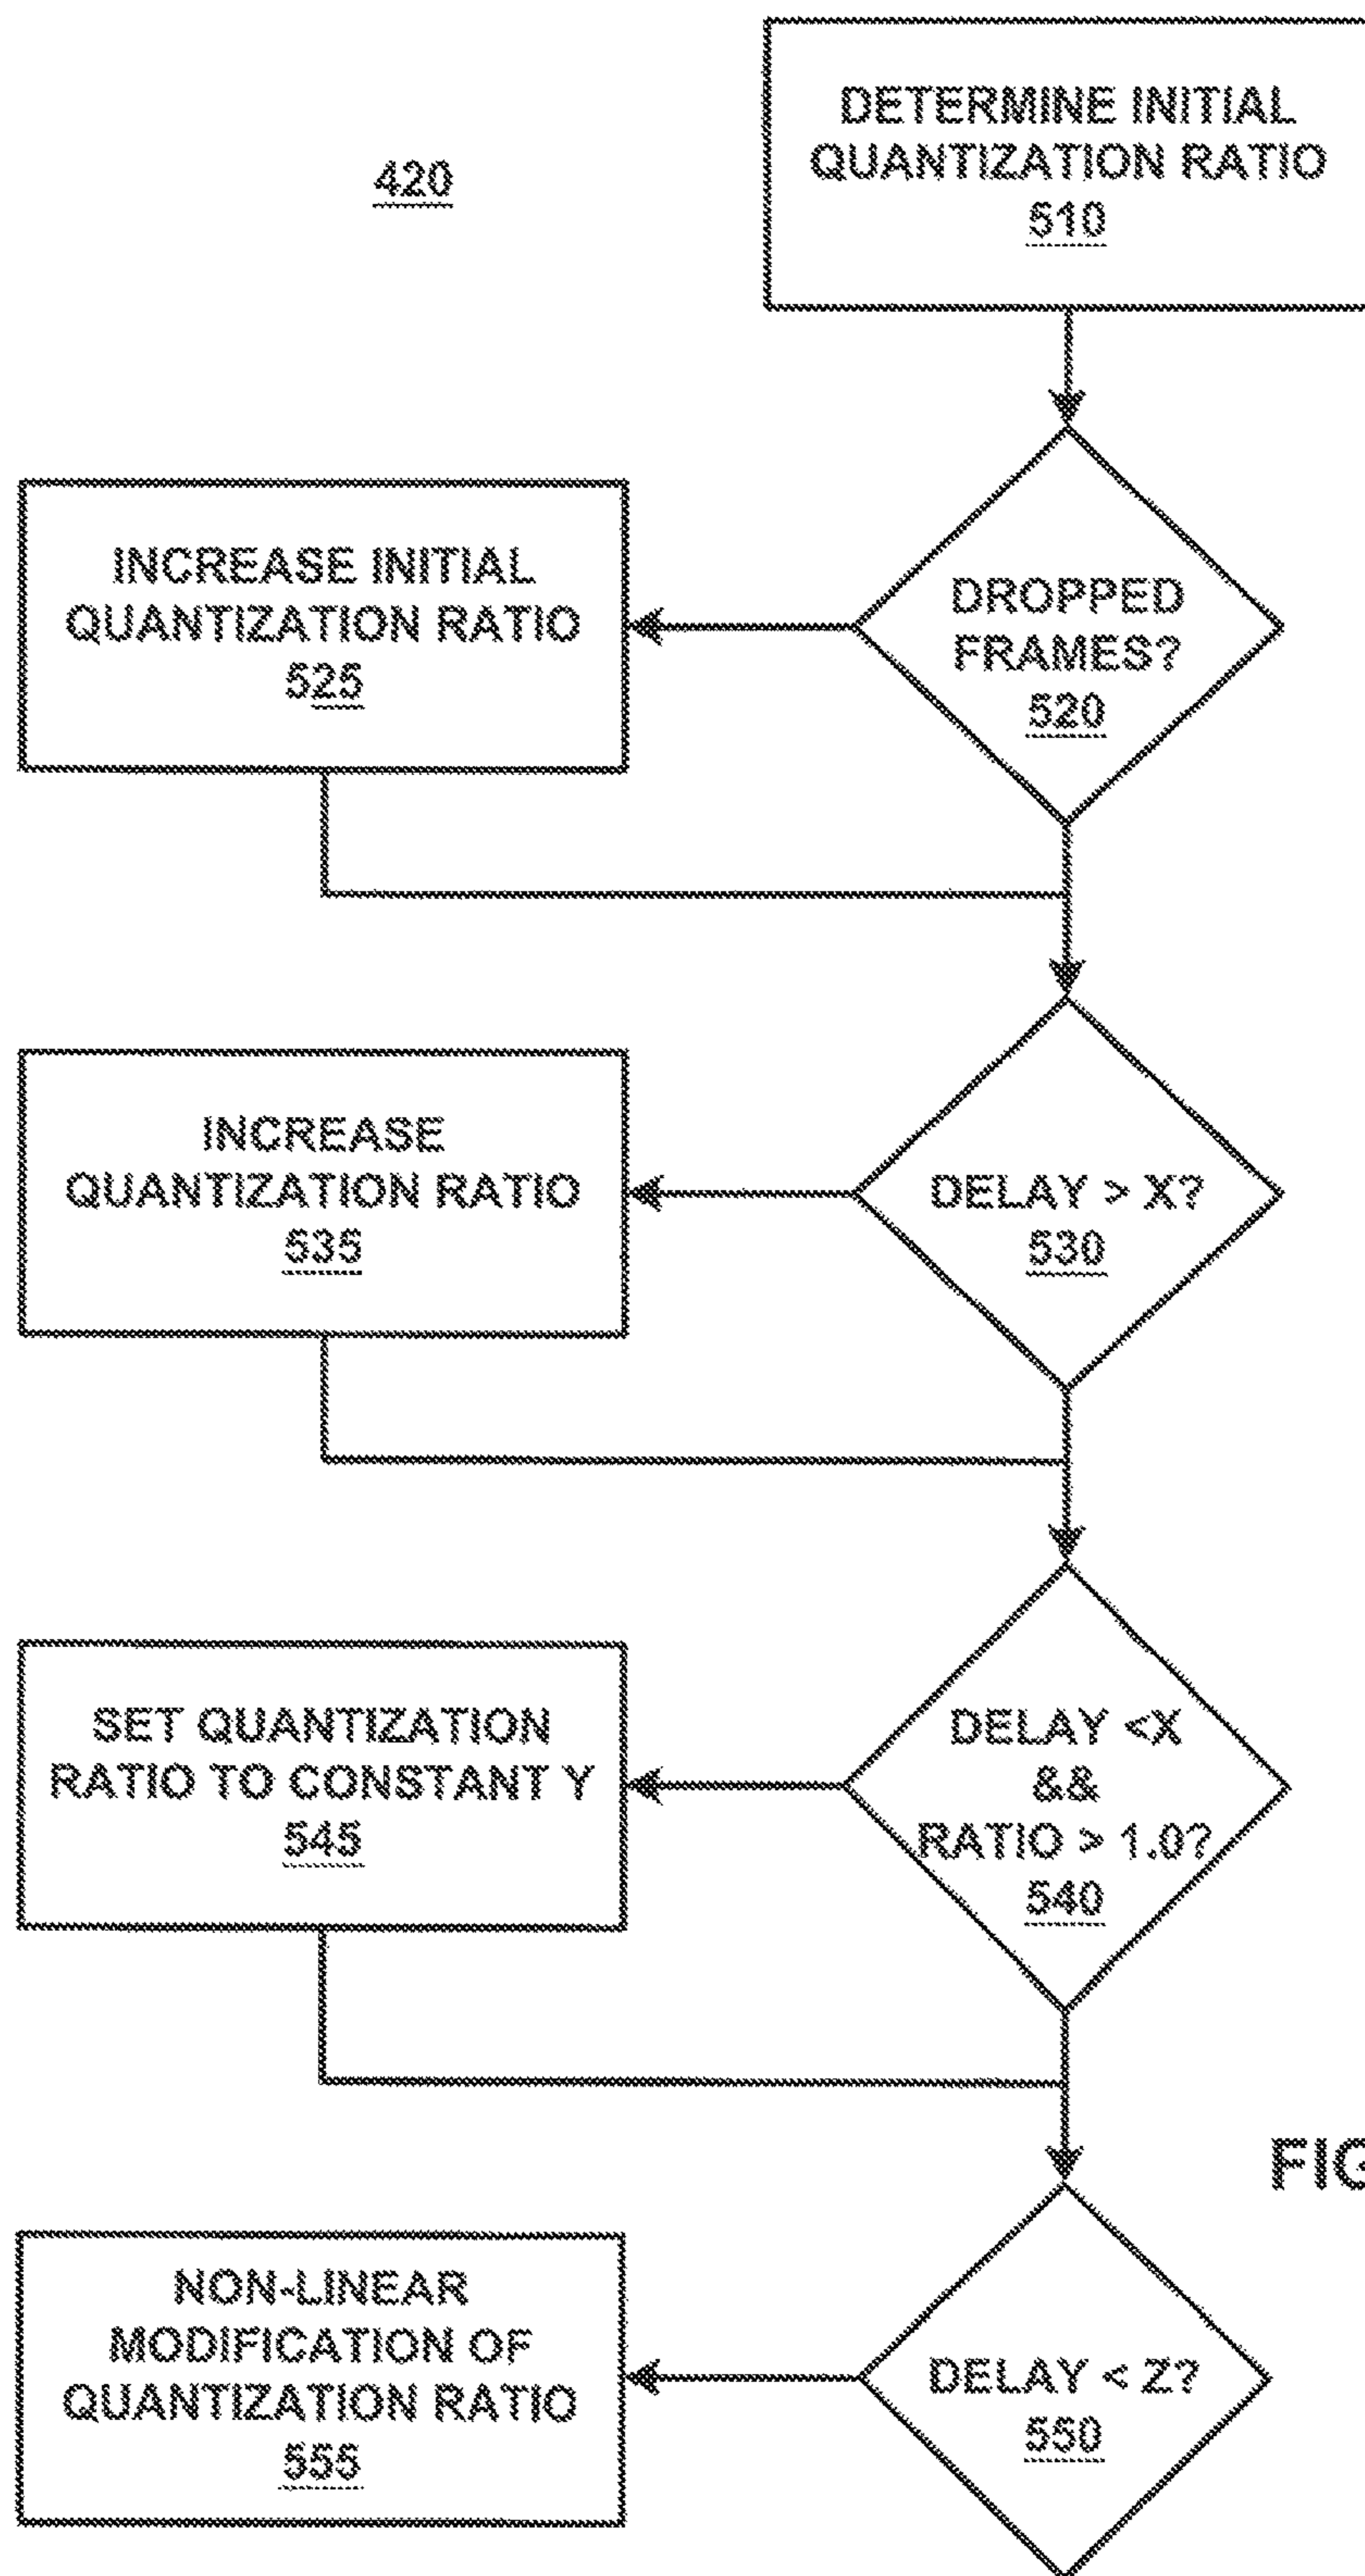 DETERMINE INITIAL
QUANTIZATION RATIO
510
420
INCREASE INITIAL
QUANTIZATION RATIO
525
DROPPED
FRAMES?
520
INCREASE
QUANTIZATION RATIO
535
DELAY > X?
530
SET QUANTIZATION
RATIO TO CONSTANT Y
545
DELAY <X
&&
RATIO > 1.0?
540
FIG
NON-LINEAR
MODIFICATION OF
QUANTIZATION RATIO
555
DELAY < Z?
550